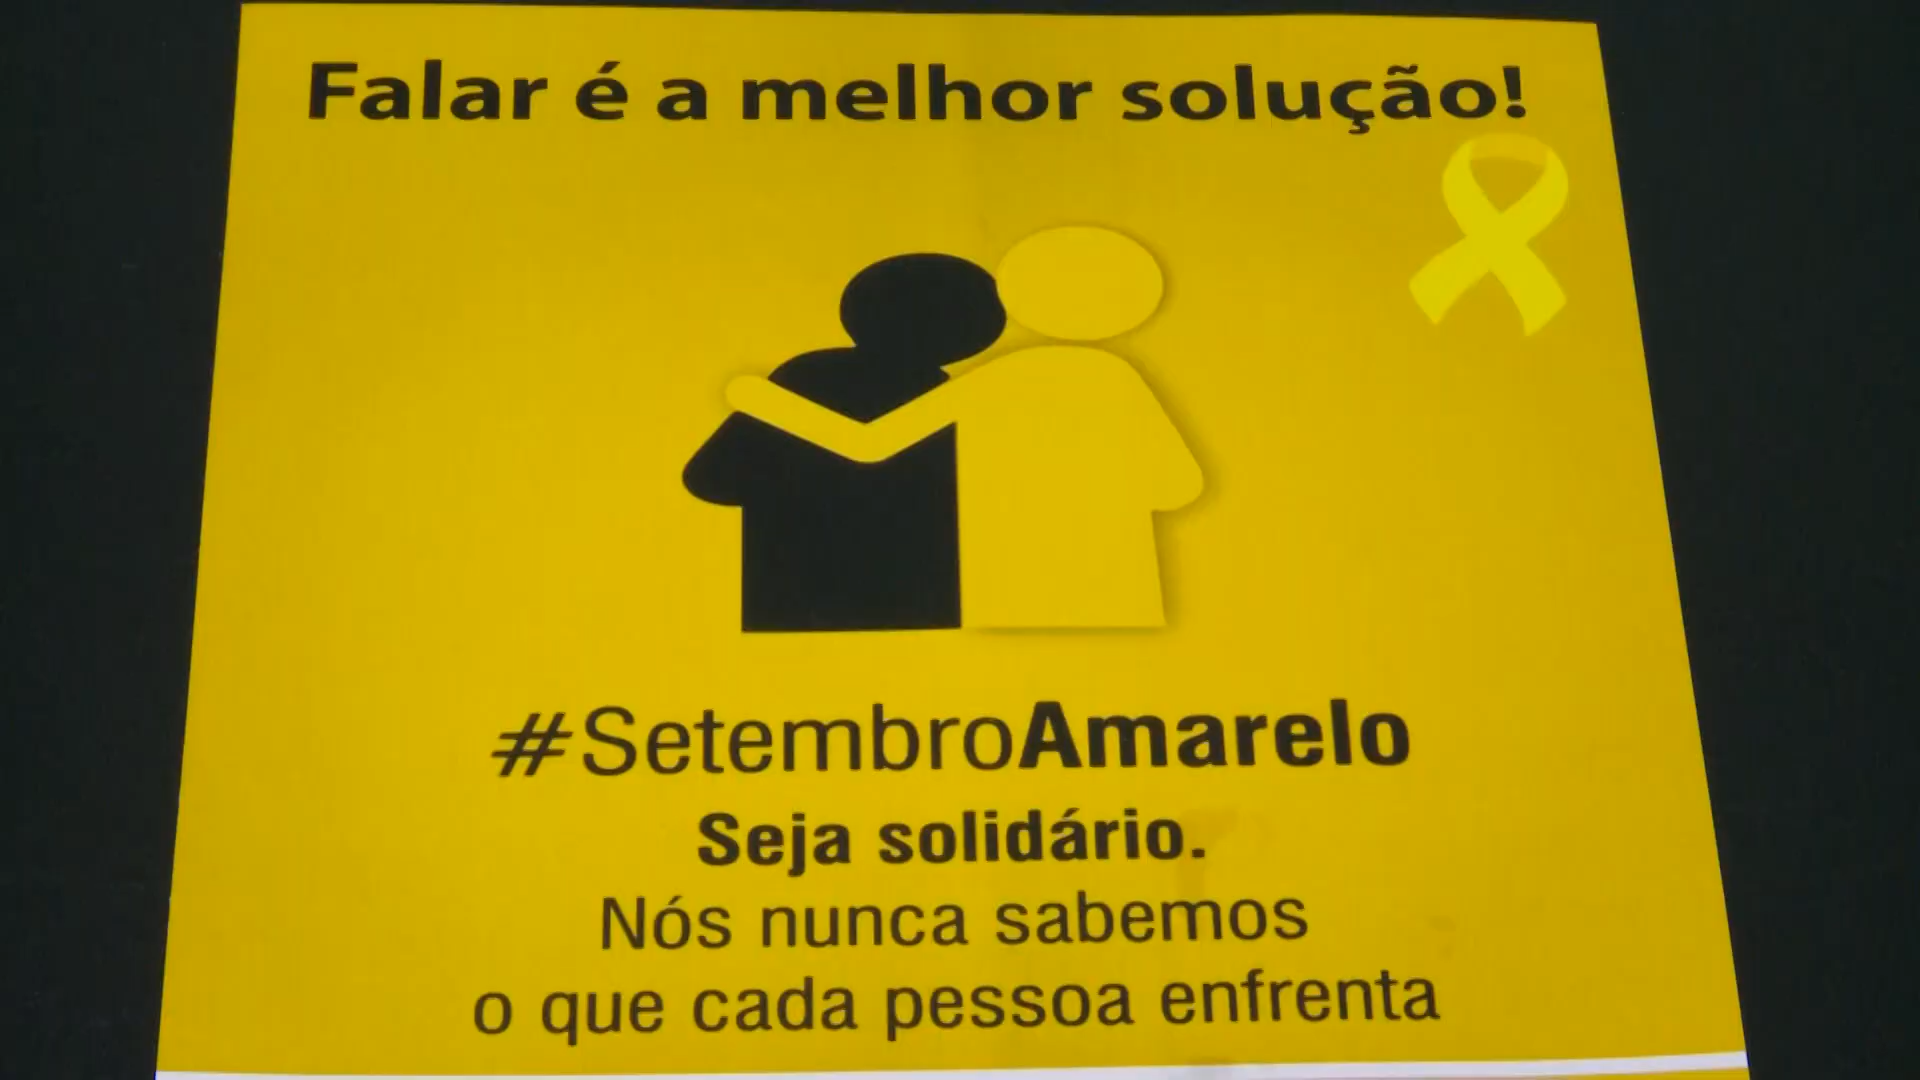 Falar é a melhor solução!
#SetembroAmarelo
Seja solidário.
Nós nunca sabemos
o que cada pessoa enfrenta